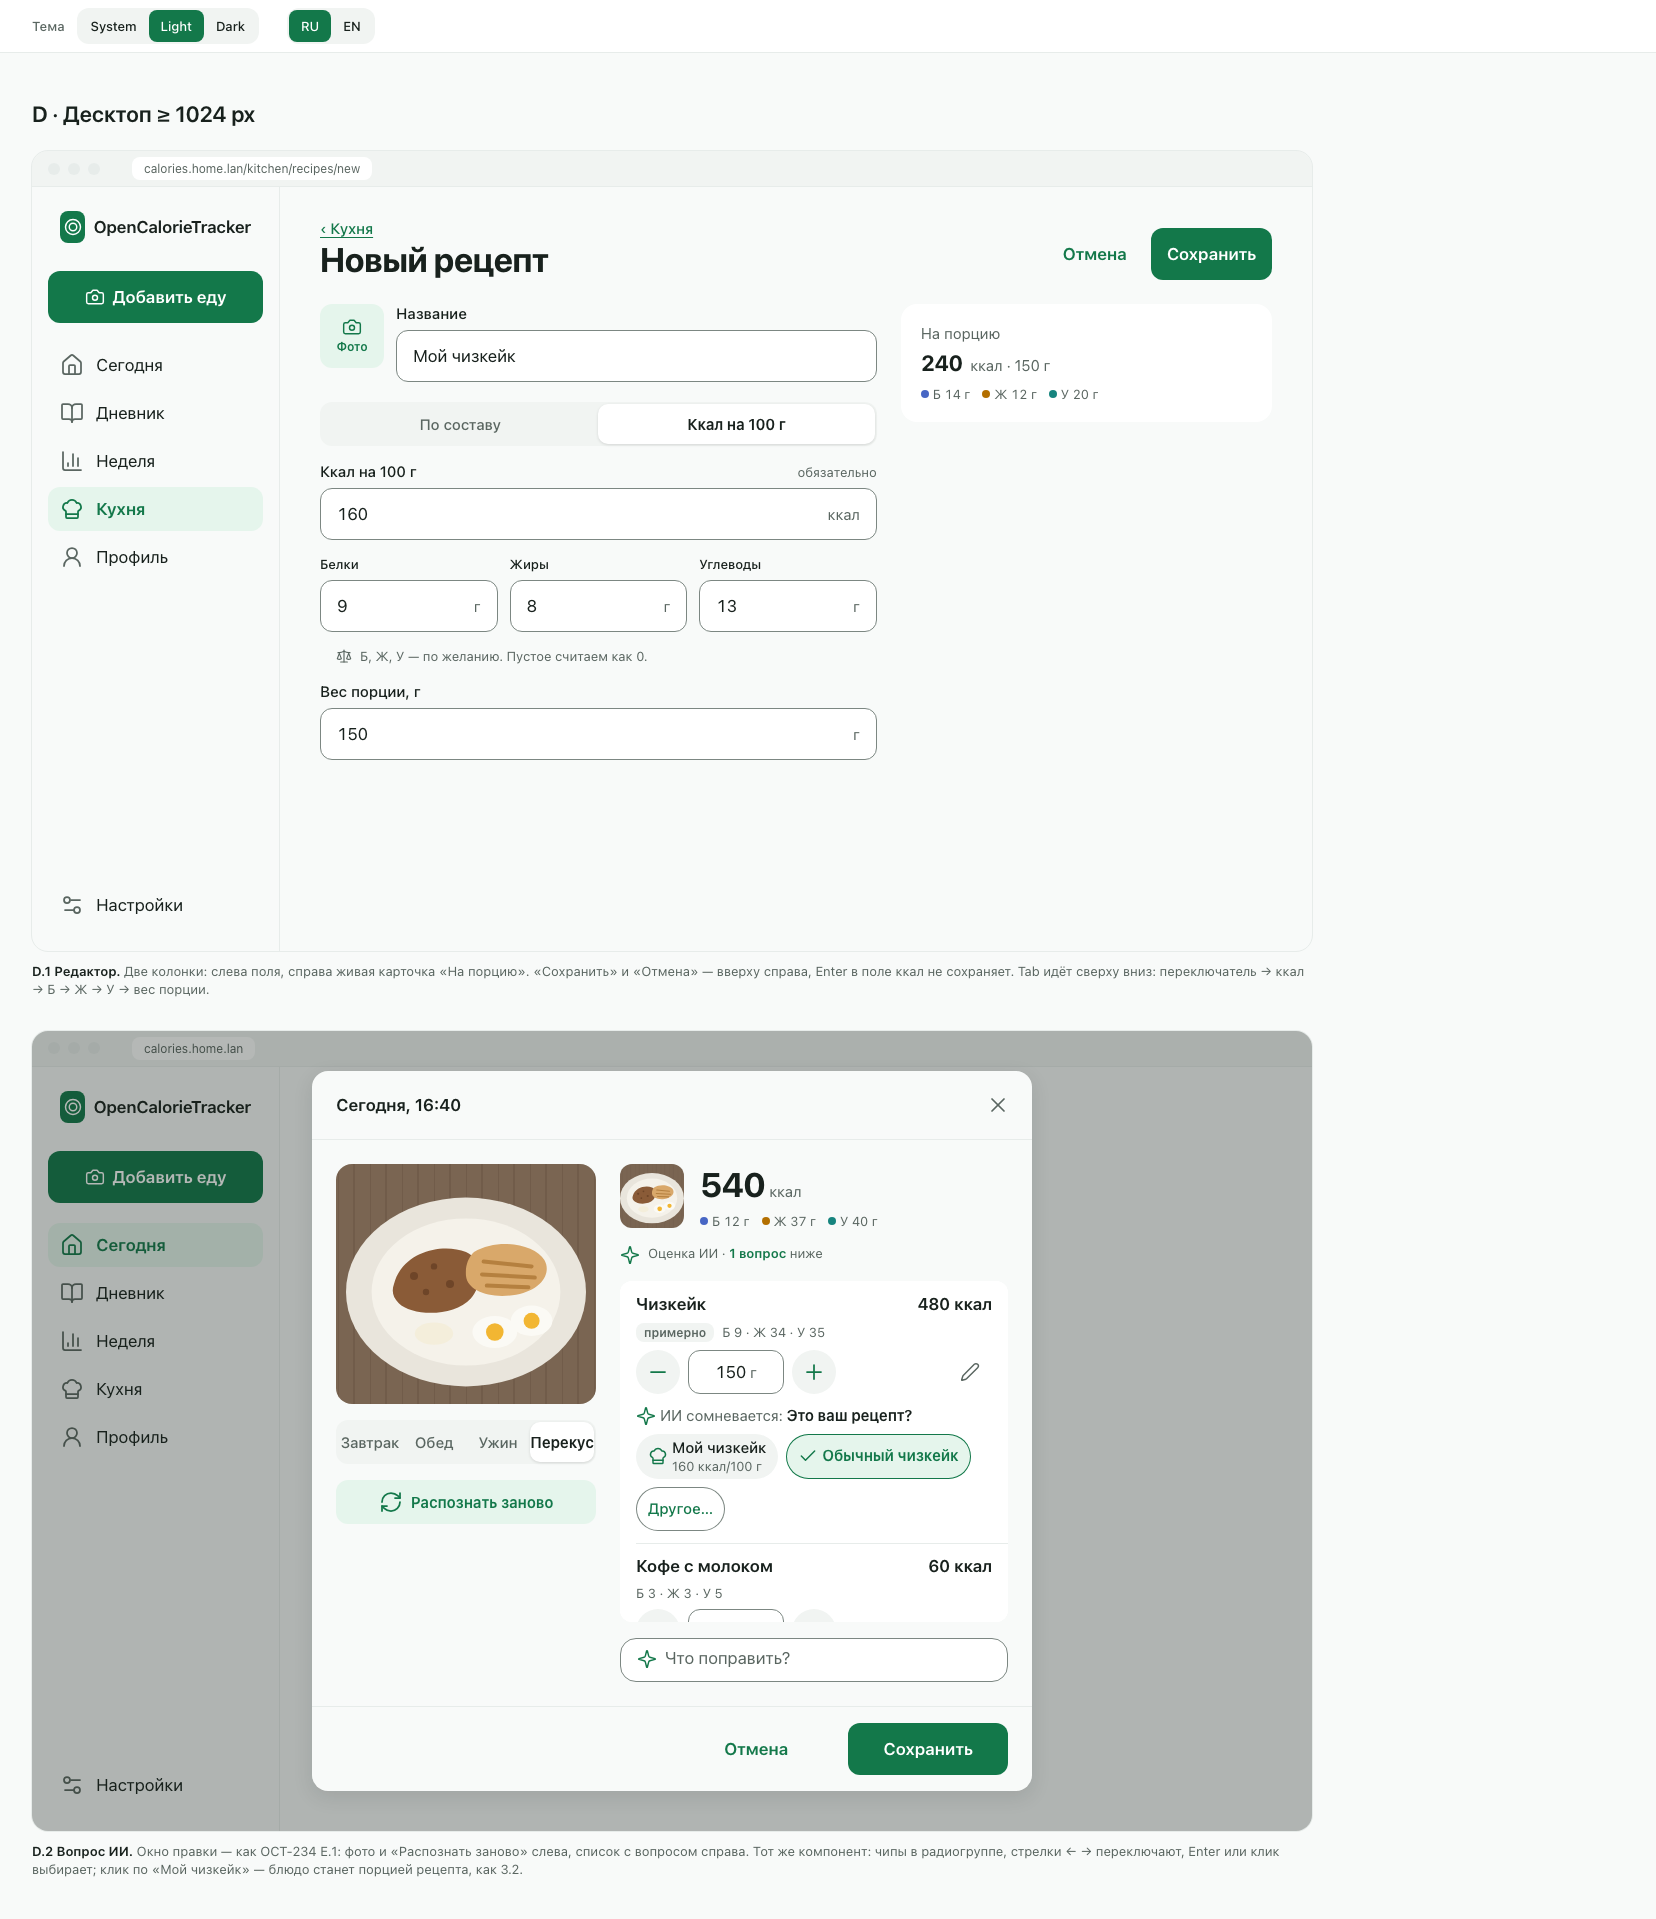 Тема System Light Dark RU EN
D · Десктоп ≥ 1024 px
calories.home.lan/kitchen/recipes/new
OpenCalorieTracker
Добавить еду
Сегодня
Дневник
Неделя
Кухня
Профиль
Настройки
‹ Кухня
Новый рецепт
Отмена
Сохранить
Фото
Название
Мой чизкейк
По составу
Ккал на 100 г
Ккал на 100 г
обязательно
160 ккал
Белки Жиры Углеводы
9 г 8 г 13 г
Б, Ж, У — по желанию. Пустое считаем как 0.
Вес порции, г
150 г
На порцию
240 ккал · 150 г
Б 14 г Ж 12 г У 20 г
D.1 Редактор. Две колонки: слева поля, справа живая карточка «На порцию». «Сохранить» и «Отмена» — вверху справа, Enter в поле ккал не сохраняет. Tab идёт сверху вниз: переключатель → ккал
→ Б → Ж → У → вес порции.
calories.home.lan
OpenCalorieTracker
Добавить еду
Сегодня
Дневник
Неделя
Кухня
Профиль
Настройки
Сегодня, 16:40
Завтрак Обед Ужин Перекус
Распознать заново
540 ккал
Б 12 г Ж 37 г У 40 г
Оценка ИИ · 1 вопрос ниже
Чизкейк 480 ккал
примерно Б 9 · Ж 34 · У 35
150 г
ИИ сомневается: Это ваш рецепт?
Мой чизкейк
160 ккал/100 г
Обычный чизкейк
Другое...
Кофе с молоком 60 ккал
Б 3 · Ж 3 · У 5
Что поправить?
Отмена
Сохранить
D.2 Вопрос ИИ. Окно правки — как OCT-234 E.1: фото и «Распознать заново» слева, список с вопросом справа. Тот же компонент: чипы в радиогруппе, стрелки ← → переключают, Enter или клик
выбирает; клик по «Мой чизкейк» — блюдо станет порцией рецепта, как 3.2.